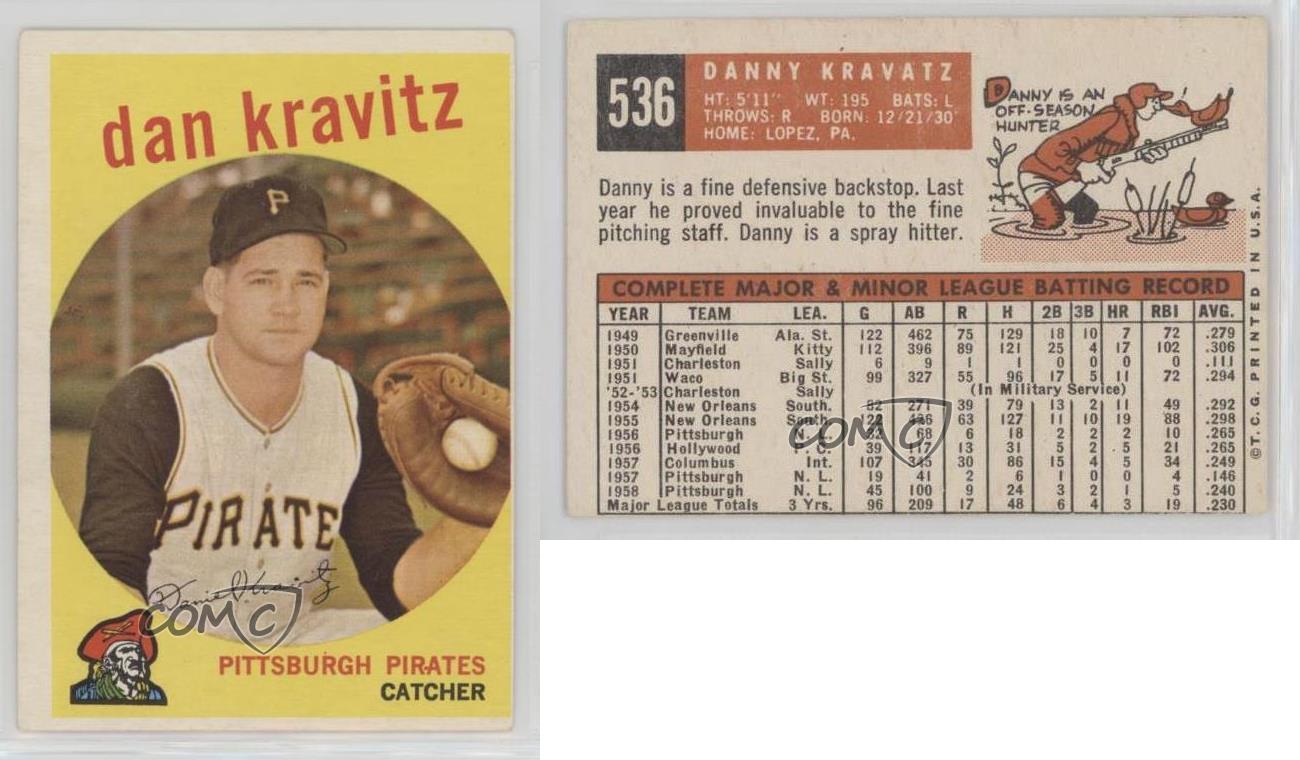 dan kravitz
P
PIRATE
Daniel Kravitz
COMC
PITTSBURGH PIRATES
CATCHER
536
DANNY KRAVATZ
HT: 5'11" WT: 195 BATS: L
THROWS: R BORN: 12/21/30
HOME: LOPEZ, PA.
DANNY IS AN
OFF-SEASON
HUNTER
Danny is a fine defensive backstop. Last
year he proved invaluable to the fine
pitching staff. Danny is a spray hitter.
COMPLETE MAJOR & MINOR LEAGUE BATTING RECORD
YEAR TEAM LEA. G AB R H 2B 3B HR RBI AVG.
1949 Greenville Ala. St. 122 462 75 129 18 10 7 72 .279
1950 Mayfield Kitty 112 396 89 121 25 4 17 102 .306
1951 Charleston Sally 6 9 1 1 0 0 0 0 .111
1951 Waco Big St. 99 327 55 96 17 5 11 72 .294
'52-'53 Charleston Sally (In Military Service)
1954 New Orleans South. 82 271 39 79 13 2 11 49 .292
1955 New Orleans South. 122 426 63 127 11 10 19 88 .298
1956 Pittsburgh N. L. 32 68 6 18 2 2 2 10 .265
1956 Hollywood P. C. 39 117 13 31 5 2 5 21 .265
1957 Columbus Int. 107 345 30 86 15 4 5 34 .249
1957 Pittsburgh N. L. 19 41 2 6 1 0 0 4 .146
1958 Pittsburgh N. L. 45 100 9 24 3 2 1 5 .240
Major League Totals 3 Yrs. 96 209 17 48 6 4 3 19 .230
COMC
© T. C. G. PRINTED IN U.S.A.